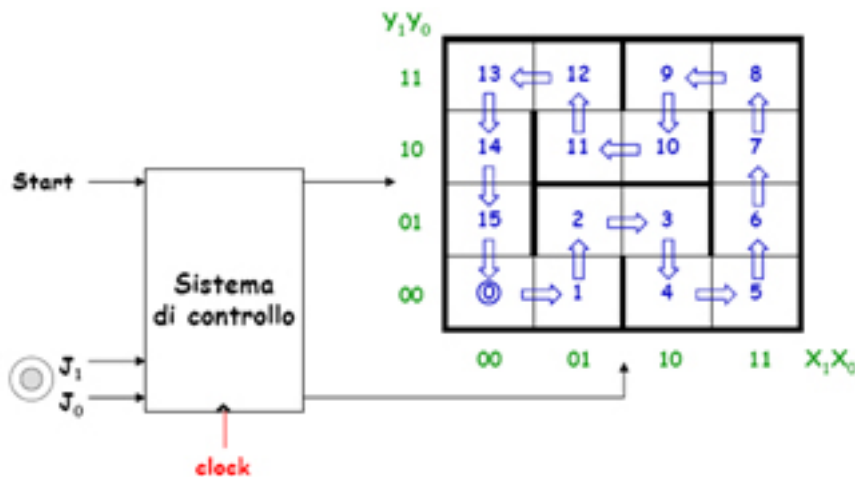 Y₁Y₀
11 13 12 9 8
10 14 11 10 7
Start
01 15 2 3 6
Sistema
di controllo
00 0 1 4 5
00 01 10 11 X₁X₀
J₁
J₀
clock